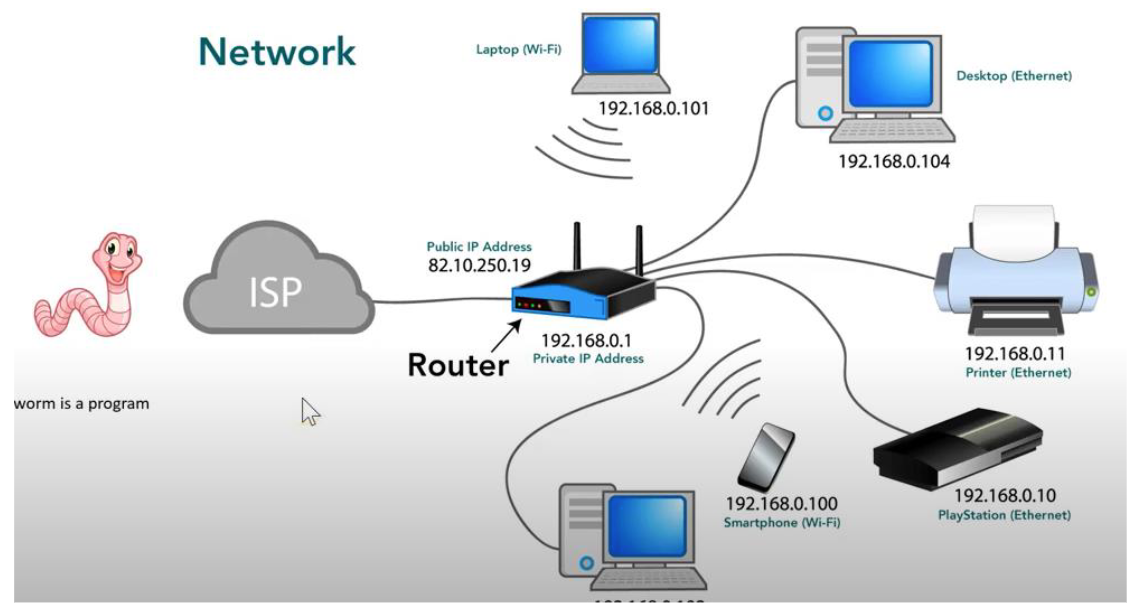 Network
Laptop (Wi-Fi)
192.168.0.101
Desktop (Ethernet)
192.168.0.104
Public IP Address
82.10.250.19
ISP
192.168.0.1
Private IP Address
Router
192.168.0.11
Printer (Ethernet)
worm is a program
192.168.0.100
Smartphone (Wi-Fi)
192.168.0.10
PlayStation (Ethernet)